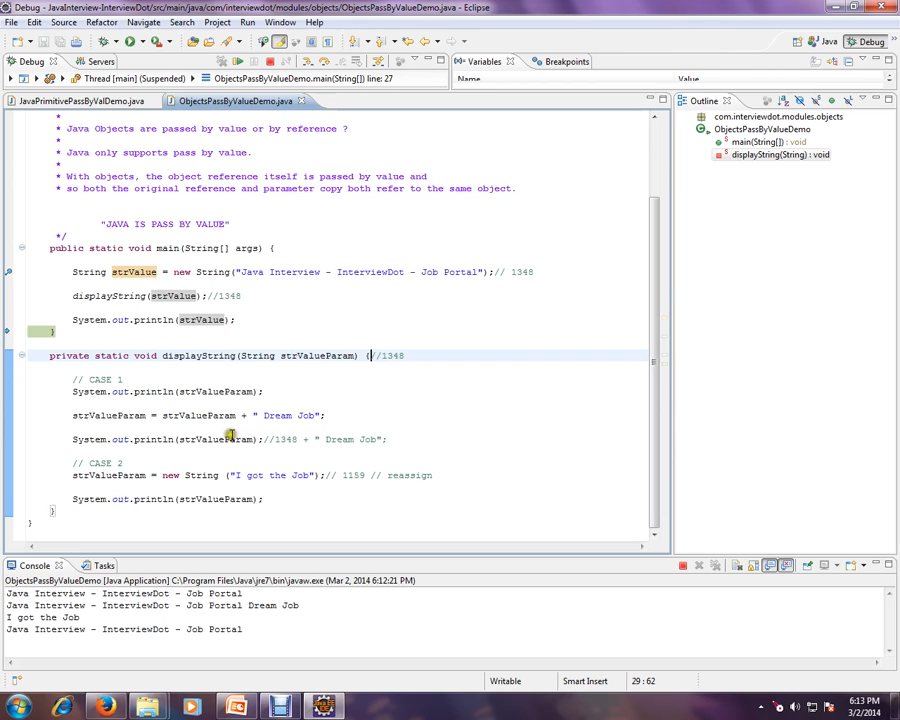 Debug - JavaInterview-InterviewDot/src/main/java/com/interviewdot/modules/objects/ObjectsPassByValueDemo.java - Eclipse
File Edit Source Refactor Navigate Search Project Run Window Help
Java Debug
Debug Servers
Variables Breakpoints
Thread [main] (Suspended) ObjectsPassByValueDemo.main(String[]) line: 27
Name Value
JavaPrimitivePassByValDemo.java ObjectsPassByValueDemo.java
Outline
*
* Java Objects are passed by value or by reference ?
*
* Java only supports pass by value.
*
* With objects, the object reference itself is passed by value and
* so both the original reference and parameter copy both refer to the same object.
"JAVA IS PASS BY VALUE"
*/
public static void main(String[] args) {
String strValue = new String("Java Interview - InterviewDot - Job Portal");// 1348
displayString(strValue);//1348
System.out.println(strValue);
}
private static void displayString(String strValueParam) {//1348
// CASE 1
System.out.println(strValueParam);
strValueParam = strValueParam + " Dream Job";
System.out.println(strValueParam);//1348 + " Dream Job";
// CASE 2
strValueParam = new String ("I got the Job");// 1159 // reassign
System.out.println(strValueParam);
}
}
com.interviewdot.modules.objects
ObjectsPassByValueDemo
main(String[]) : void
displayString(String) : void
Console Tasks
ObjectsPassByValueDemo [Java Application] C:\Program Files\Java\jre7\bin\javaw.exe (Mar 2, 2014 6:12:21 PM)
Java Interview - InterviewDot - Job Portal
Java Interview - InterviewDot - Job Portal Dream Job
I got the Job
Java Interview - InterviewDot - Job Portal
Writable Smart Insert 29 : 62
6:13 PM
3/2/2014